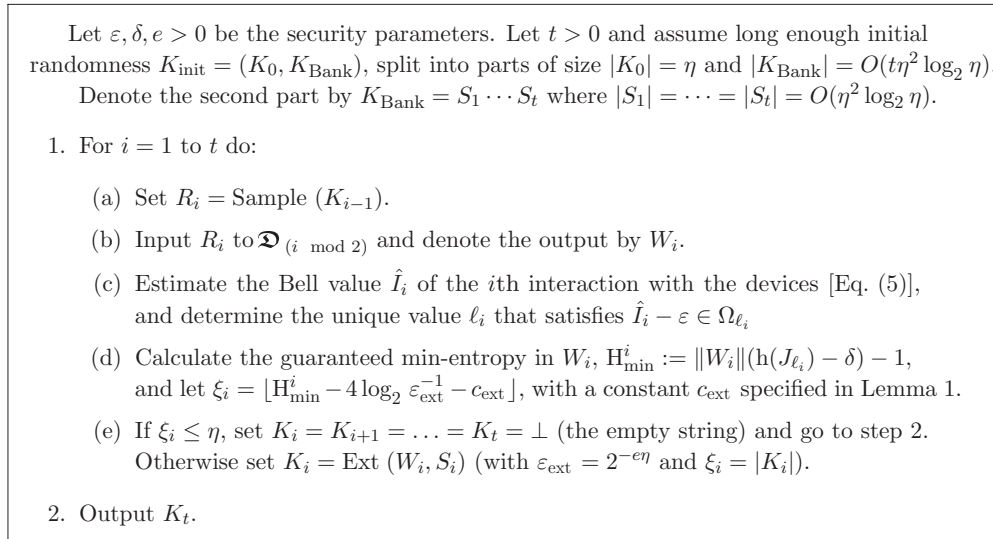 Let ε, δ, e > 0 be the security parameters. Let t > 0 and assume long enough initial
randomness K_init = (K_0, K_Bank), split into parts of size |K_0| = η and |K_Bank| = O(tη² log₂ η).
Denote the second part by K_Bank = S_1 ⋯ S_t where |S_1| = ⋯ = |S_t| = O(η² log₂ η).
1. For i = 1 to t do:
(a) Set R_i = Sample (K_{i−1}).
(b) Input R_i to 𝕯_(i mod 2) and denote the output by W_i.
(c) Estimate the Bell value Î_i of the ith interaction with the devices [Eq. (5)],
and determine the unique value ℓ_i that satisfies Î_i − ε ∈ Ω_{ℓ_i}
(d) Calculate the guaranteed min-entropy in W_i, H^i_min := ‖W_i‖(h(J_{ℓ_i}) − δ) − 1,
and let ξ_i = ⌊H^i_min − 4 log₂ ε_ext^{−1} − c_ext⌋, with a constant c_ext specified in Lemma 1.
(e) If ξ_i ≤ η, set K_i = K_{i+1} = … = K_t = ⊥ (the empty string) and go to step 2.
Otherwise set K_i = Ext (W_i, S_i) (with ε_ext = 2^{−eη} and ξ_i = |K_i|).
2. Output K_t.